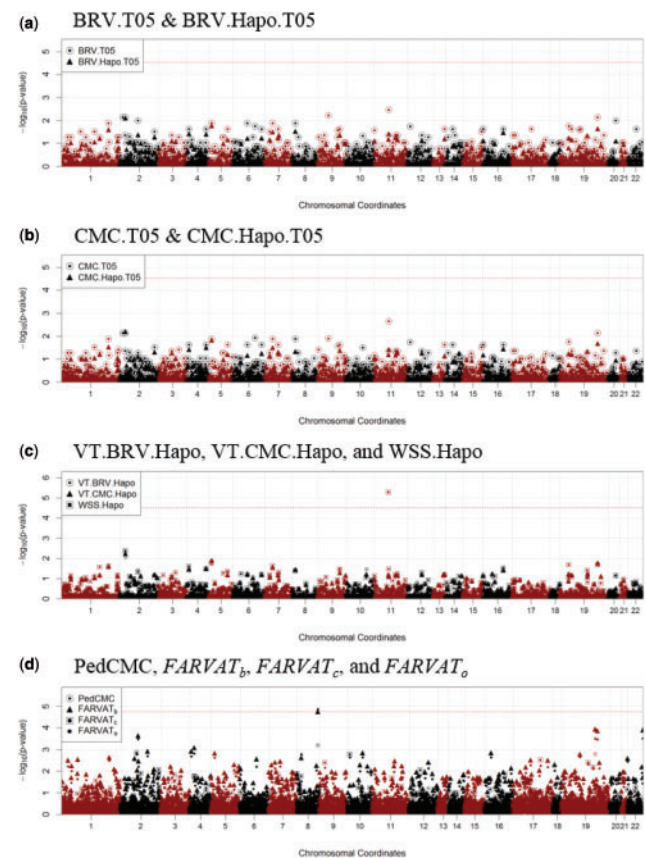 (a) BRV.T05 & BRV.Hapo.T05
BRV.T05
BRV.Hapo.T05
−log₁₀(p-value)
5
4
3
2
1
0
1 2 3 4 5 6 7 8 9 10 11 12 13 14 15 16 17 18 19 20 21 22
Chromosomal Coordinates
(b) CMC.T05 & CMC.Hapo.T05
CMC.T05
CMC.Hapo.T05
−log₁₀(p-value)
5
4
3
2
1
0
1 2 3 4 5 6 7 8 9 10 11 12 13 14 15 16 17 18 19 20 21 22
Chromosomal Coordinates
(c) VT.BRV.Hapo, VT.CMC.Hapo, and WSS.Hapo
VT.BRV.Hapo
VT.CMC.Hapo
WSS.Hapo
−log₁₀(p-value)
6
5
4
3
2
1
0
1 2 3 4 5 6 7 8 9 10 11 12 13 14 15 16 17 18 19 20 21 22
Chromosomal Coordinates
(d) PedCMC, FARVATb, FARVATc, and FARVATo
PedCMC
FARVATb
FARVATc
FARVATo
−log₁₀(p-value)
5
4
3
2
1
0
1 2 3 4 5 6 7 8 9 10 11 12 13 14 15 16 17 18 19 20 21 22
Chromosomal Coordinates